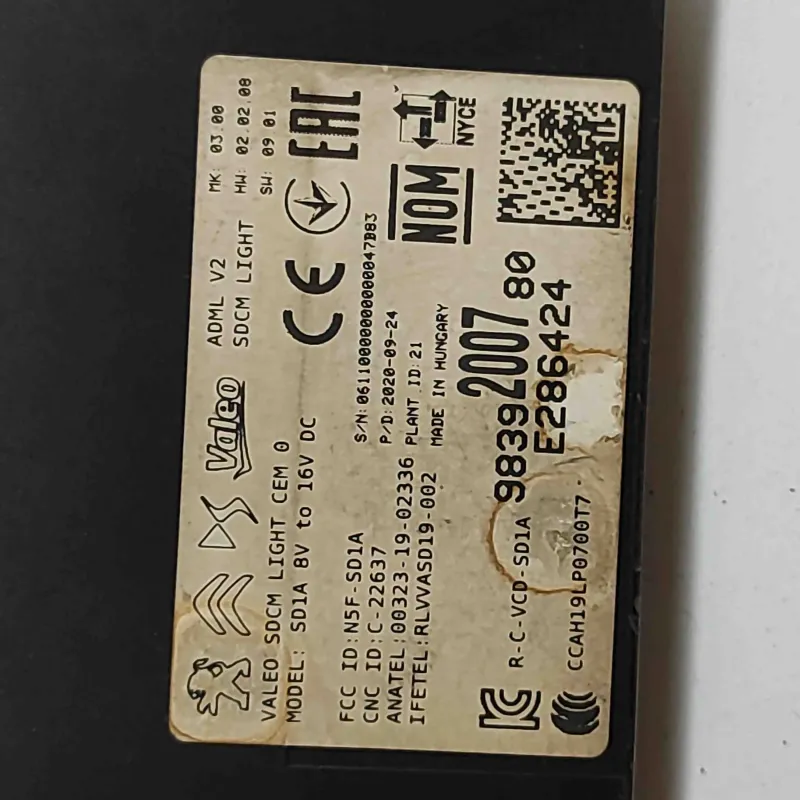 Valeo
ADML V2
SDCM LIGHT
MK: 03.00
HW: 02.02.08
SW: 09 01
VALEO SDCM LIGHT CEM 0
MODEL: SD1A 8V to 16V DC
CE
EAC
FCC ID:N5F-SD1A
CNC ID:C-22637
ANATEL:00323-19-02336
IFETEL:RLVVASD19-002
S/N:0611000000000000047B83
P/D:2020-09-24
PLANT ID:21
MADE IN HUNGARY
NOM
NYCE
R-C-VCD-SD1A
9839200780
E286424
CCAH19LP0700T7